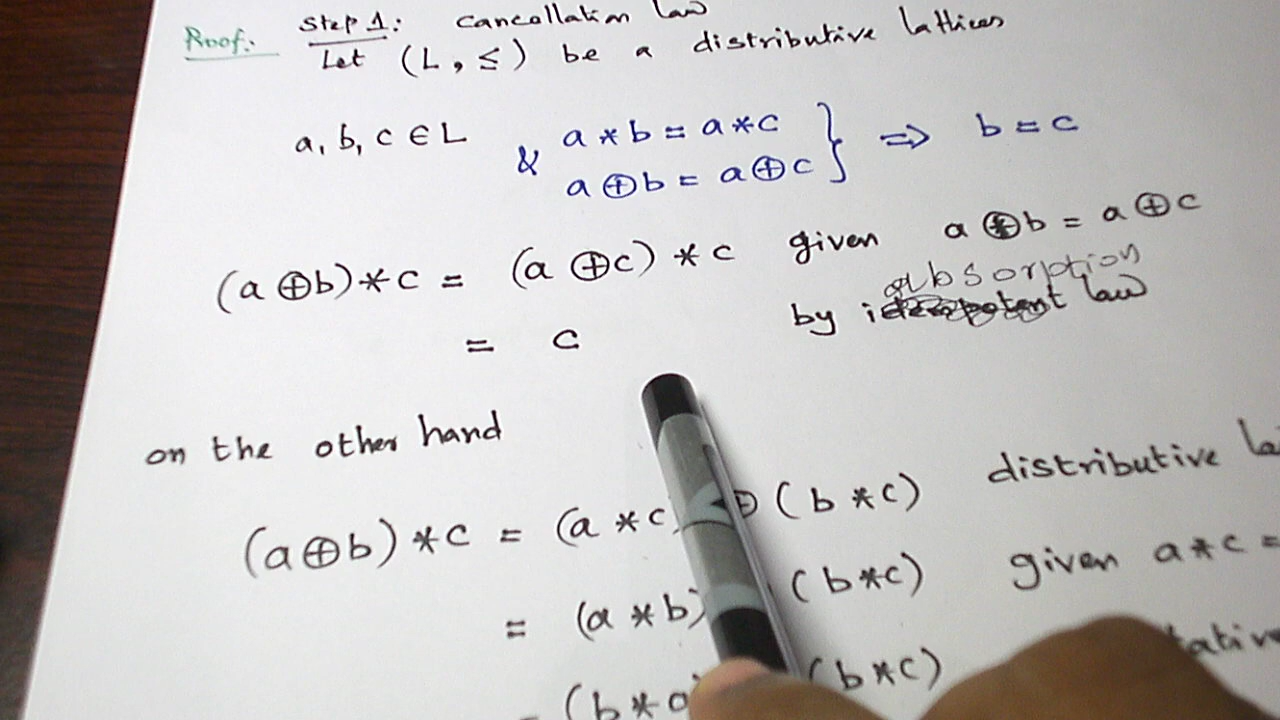 Proof: Step 1: Cancellation law
Let (L, ≤) be a distributive lattices
a, b, c ∈ L & a * b = a * c
a ⊕ b = a ⊕ c } ⇒ b = c
(a ⊕ b) * c = (a ⊕ c) * c given a ⊕ b = a ⊕ c
= c by absorption law
on the other hand
(a ⊕ b) * c = (a * c ⊕ (b * c) distributive
= (a * b) (b * c) given a * c =
= (b * a) (b * c)